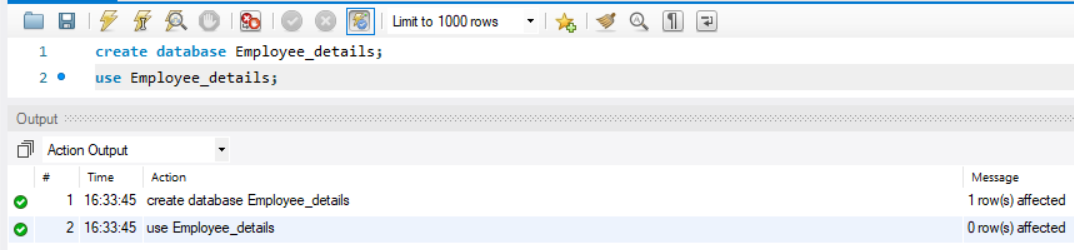 Limit to 1000 rows
1 create database Employee_details;
2 use Employee_details;
Output
Action Output
# Time Action Message
1 16:33:45 create database Employee_details 1 row(s) affected
2 16:33:45 use Employee_details 0 row(s) affected